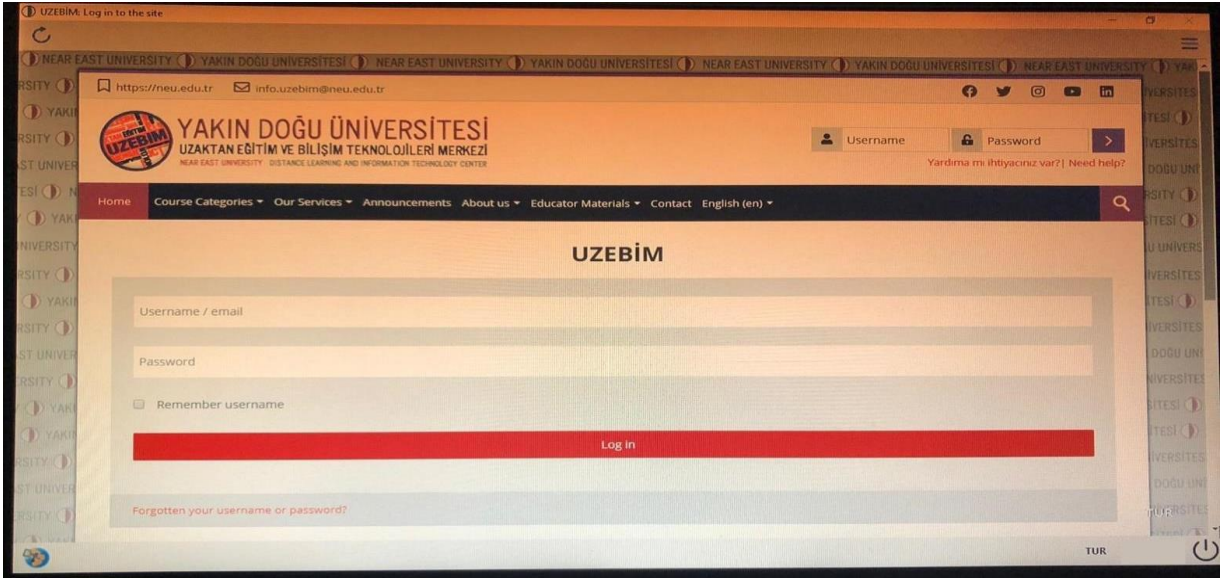 UZEBİM: Log in to the site
NEAR EAST UNIVERSITY YAKIN DOĞU ÜNİVERSİTESİ NEAR EAST UNIVERSITY YAKIN DOĞU ÜNİVERSİTESİ NEAR EAST UNIVERSITY YAKIN DOĞU ÜNİVERSİTESİ NEAR EAST UNIVERSITY
https://neu.edu.tr info.uzebim@neu.edu.tr
UZEBİM
YAKIN DOĞU ÜNİVERSİTESİ
UZAKTAN EĞİTİM VE BİLİŞİM TEKNOLOJİLERİ MERKEZİ
NEAR EAST UNIVERSITY DISTANCE LEARNING AND INFORMATION TECHNOLOGY CENTER
Username Password
Yardıma mı ihtiyacınız var?| Need help?
Home Course Categories Our Services Announcements About us Educator Materials Contact English (en)
UZEBİM
Username / email
Password
Remember username
Log in
Forgotten your username or password?
TUR
TUR